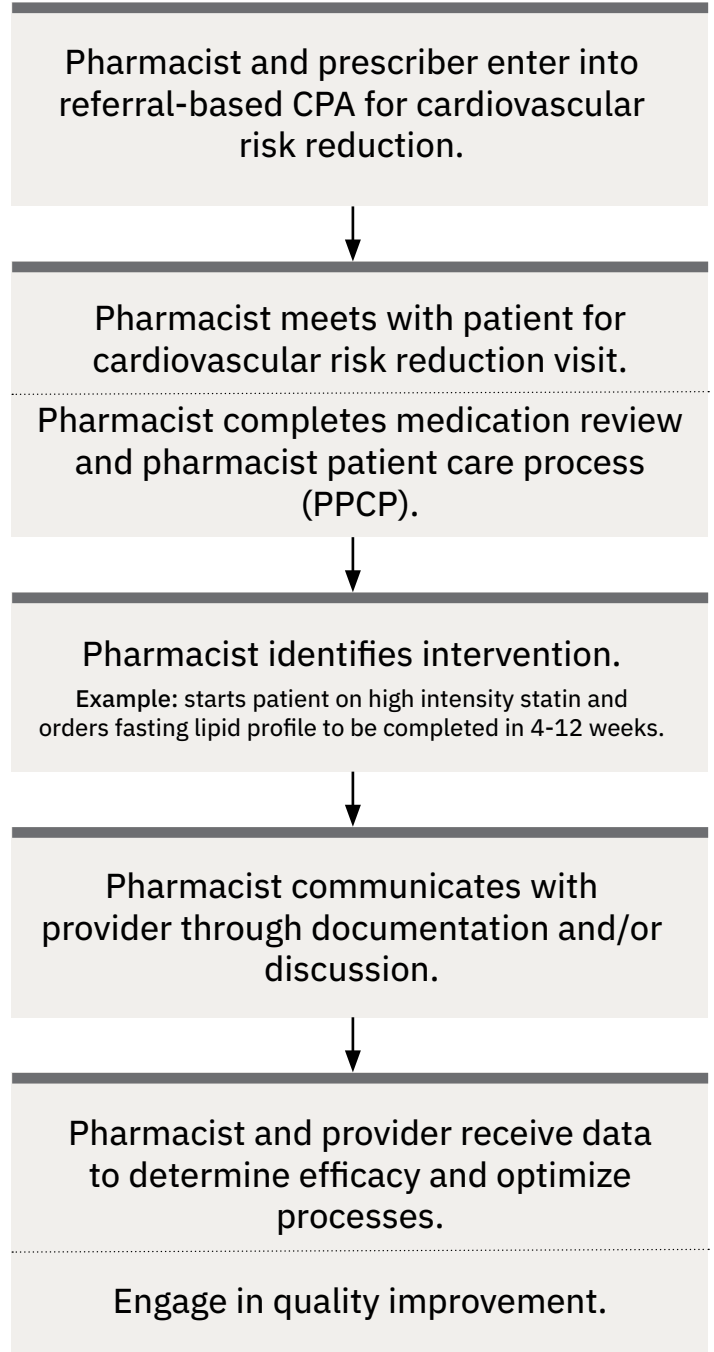 Pharmacist and prescriber enter into
referral-based CPA for cardiovascular
risk reduction.
Pharmacist meets with patient for
cardiovascular risk reduction visit.
Pharmacist completes medication review
and pharmacist patient care process
(PPCP).
Pharmacist identifies intervention.
Example: starts patient on high intensity statin and
orders fasting lipid profile to be completed in 4-12 weeks.
Pharmacist communicates with
provider through documentation and/or
discussion.
Pharmacist and provider receive data
to determine efficacy and optimize
processes.
Engage in quality improvement.